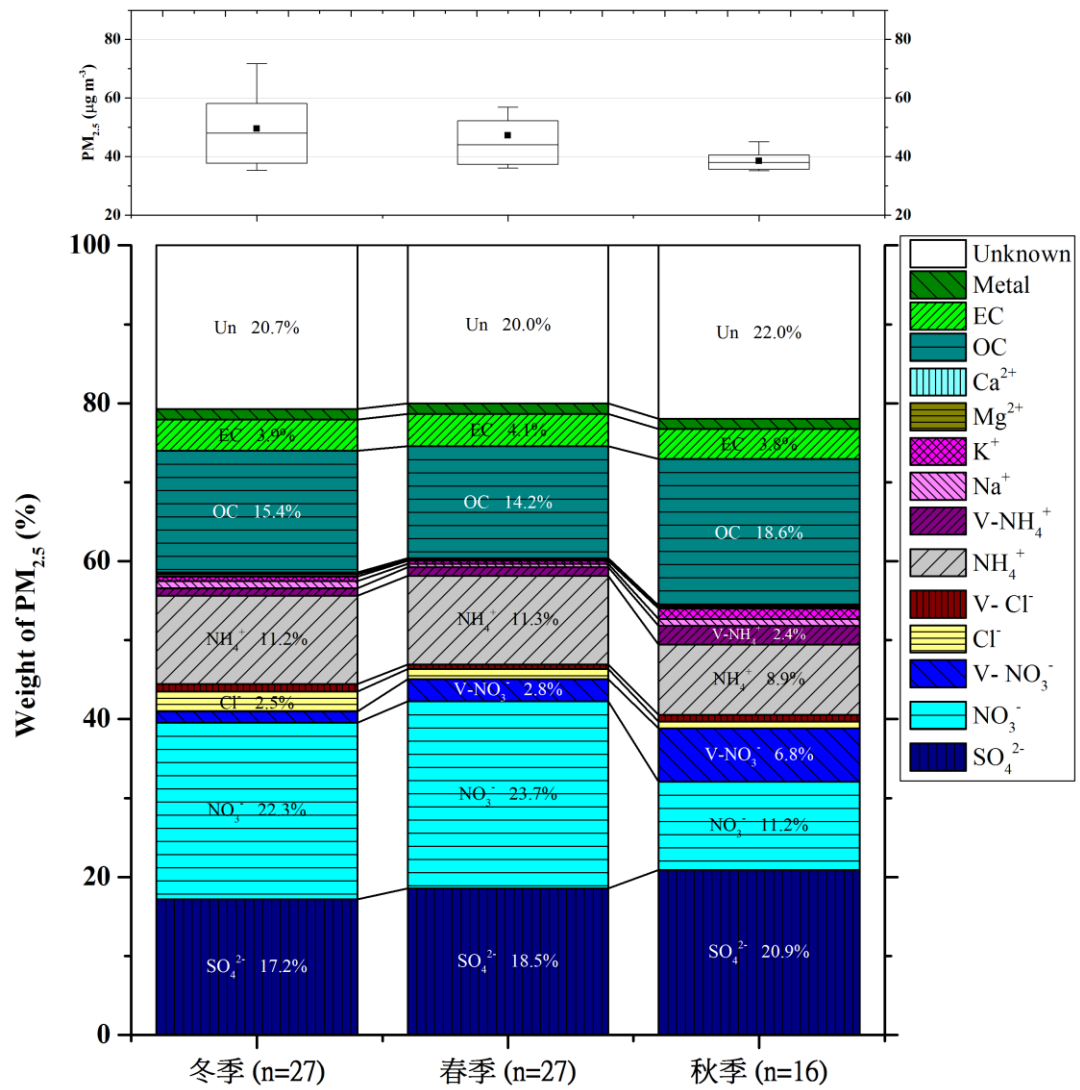 PM2.5 (μg m-3)
80
60
40
20
80
60
40
20
Weight of PM2.5 (%)
100
80
60
40
20
0
Un 20.7%
EC 3.9%
OC 15.4%
NH4+ 11.2%
Cl- 2.5%
NO3- 22.3%
SO42- 17.2%
Un 20.0%
EC 4.1%
OC 14.2%
NH4+ 11.3%
V-NO3- 2.8%
NO3- 23.7%
SO42- 18.5%
Un 22.0%
EC 3.8%
OC 18.6%
V-NH4+ 2.4%
NH4+ 8.9%
V-NO3- 6.8%
NO3- 11.2%
SO42- 20.9%
冬季 (n=27)
春季 (n=27)
秋季 (n=16)
Unknown
Metal
EC
OC
Ca2+
Mg2+
K+
Na+
V-NH4+
NH4+
V- Cl-
Cl-
V- NO3-
NO3-
SO42-